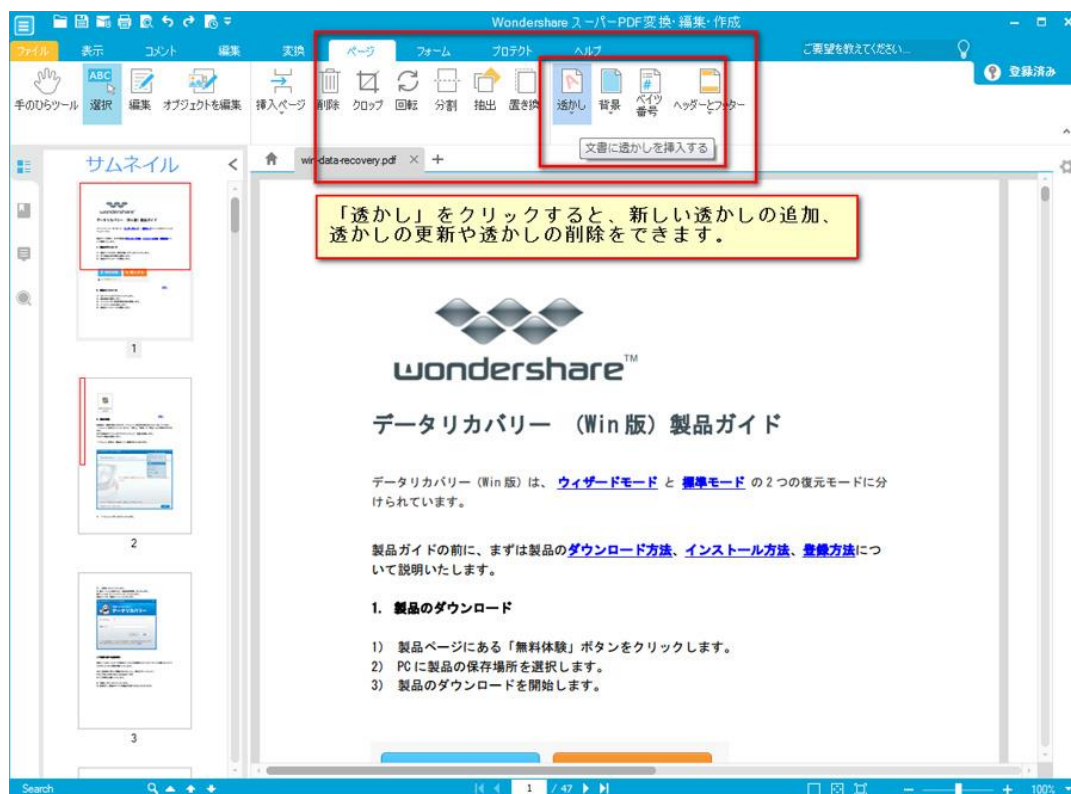 Wondershare スーパーPDF変換・編集・作成
ファイル 表示 コメント 編集 変換 ページ フォーム プロテクト ヘルプ ご要望を教えてください...
登録済み
手のひらツール 選択 編集 オブジェクトを編集 挿入ページ 削除 クロップ 回転 分割 抽出 置き換 透かし 背景 ベイツ番号 ヘッダーとフッター
ABC
文書に透かしを挿入する
サムネイル
win-data-recovery.pdf
「透かし」をクリックすると、新しい透かしの追加、
透かしの更新や透かしの削除をできます。
1
2
3
wondershare™
データリカバリー (Win版) 製品ガイド
データリカバリー (Win版) は、 ウィザードモード と 標準モード の2つの復元モードに分
けられています。
製品ガイドの前に、まずは製品のダウンロード方法、インストール方法、登録方法につ
いて説明いたします。
1. 製品のダウンロード
1) 製品ページにある「無料体験」ボタンをクリックします。
2) PCに製品の保存場所を選択します。
3) 製品のダウンロードを開始します。
Search 1 / 47 100%